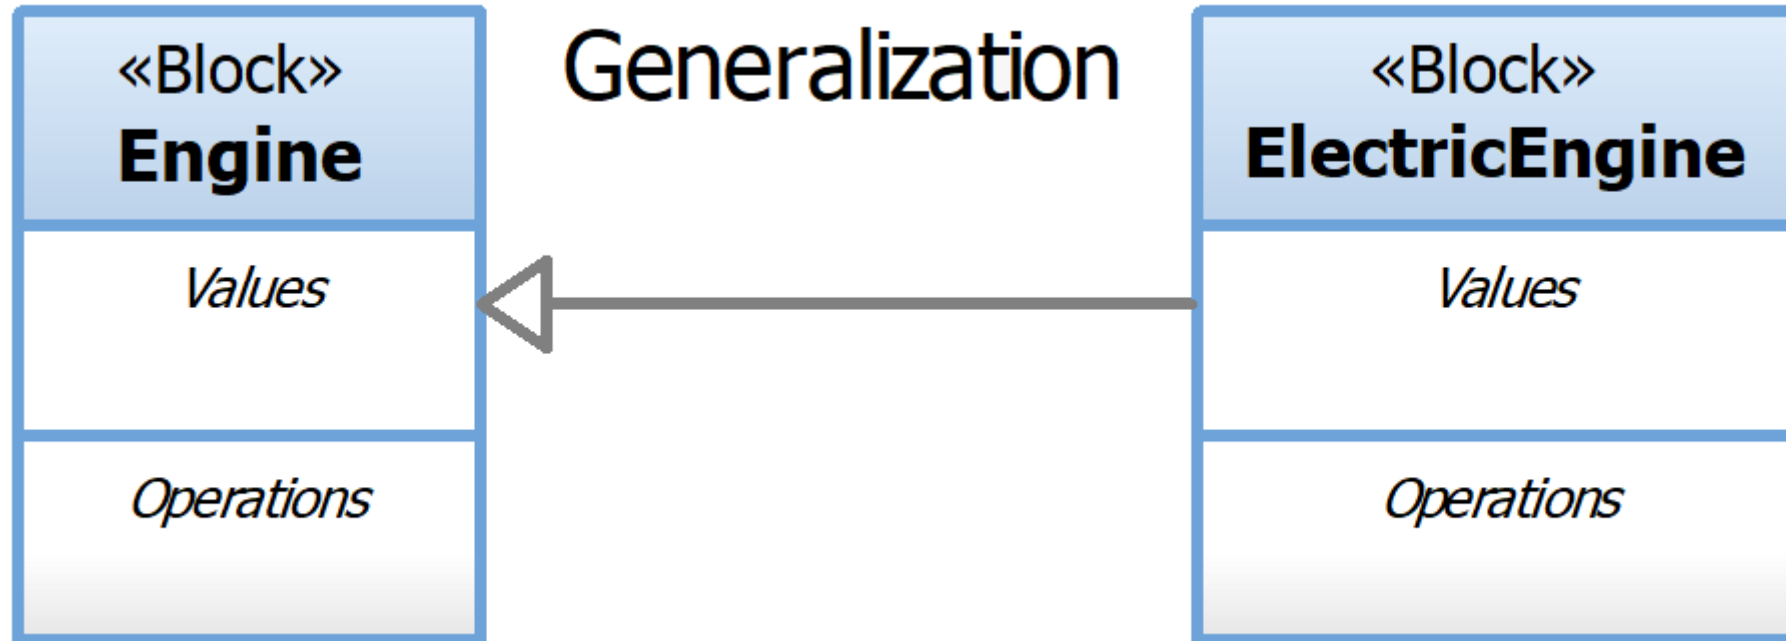 «Block»
Engine
Values
Operations
Generalization
«Block»
ElectricEngine
Values
Operations